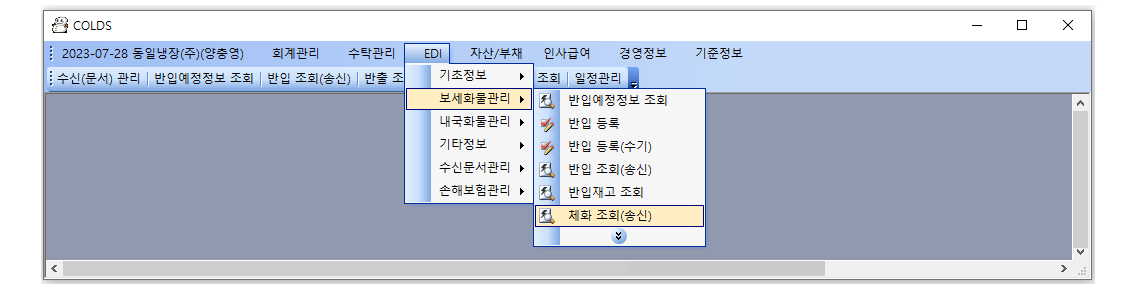 COLDS
2023-07-28 동일냉장(주)(양충영) 회계관리 수탁관리 EDI 자산/부채 인사급여 경영정보 기준정보
수신(문서) 관리 반입예정정보 조회 반입 조회(송신) 반출 조 조회 일정관리
기초정보
보세화물관리
내국화물관리
기타정보
수신문서관리
손해보험관리
반입예정정보 조회
반입 등록
반입 등록(수기)
반입 조회(송신)
반입재고 조회
체화 조회(송신)